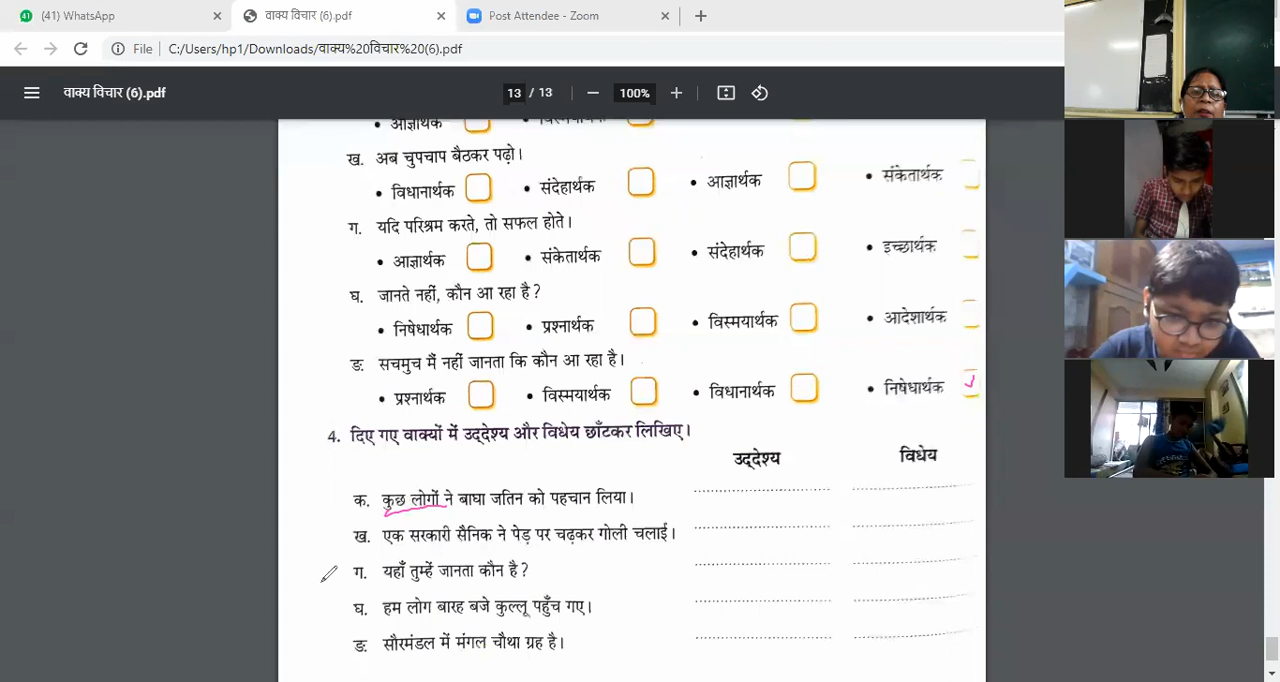 (41) WhatsApp
वाक्य विचार (6).pdf
Post Attendee - Zoom
File C:/Users/hp1/Downloads/वाक्य%20विचार%20(6).pdf
वाक्य विचार (6).pdf
13 / 13 100%
• आज्ञार्थक • विस्मयार्थक
ख. अब चुपचाप बैठकर पढ़ो।
• विधानार्थक • संदेहार्थक • आज्ञार्थक • संकेतार्थक
ग. यदि परिश्रम करते, तो सफल होते।
• आज्ञार्थक • संकेतार्थक • संदेहार्थक • इच्छार्थक
घ. जानते नहीं, कौन आ रहा है?
• निषेधार्थक • प्रश्नार्थक • विस्मयार्थक • आदेशार्थक
ङ. सचमुच मैं नहीं जानता कि कौन आ रहा है।
• प्रश्नार्थक • विस्मयार्थक • विधानार्थक • निषेधार्थक
4. दिए गए वाक्यों में उद्देश्य और विधेय छाँटकर लिखिए।
उद्देश्य विधेय
क. कुछ लोगों ने बाघा जतिन को पहचान लिया।
ख. एक सरकारी सैनिक ने पेड़ पर चढ़कर गोली चलाई।
ग. यहाँ तुम्हें जानता कौन है?
घ. हम लोग बारह बजे कुल्लू पहुँच गए।
ङ. सौरमंडल में मंगल चौथा ग्रह है।